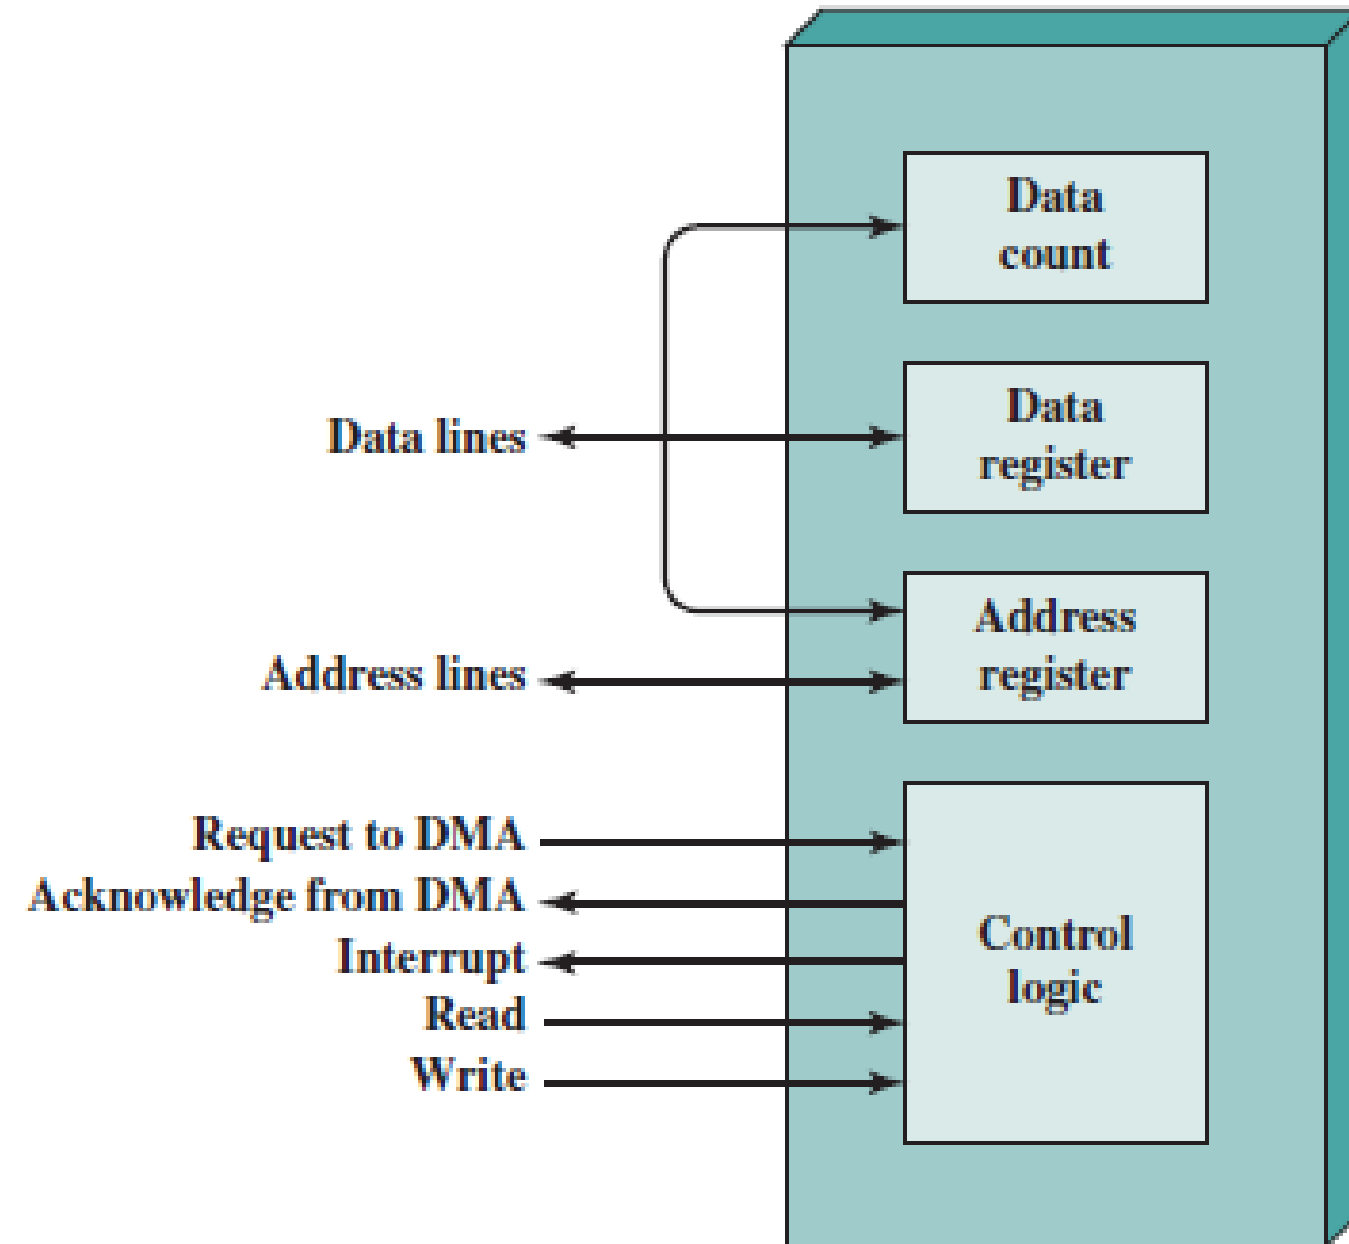 Data
count
Data lines
Data
register
Address lines
Address
register
Request to DMA
Acknowledge from DMA
Interrupt
Read
Write
Control
logic